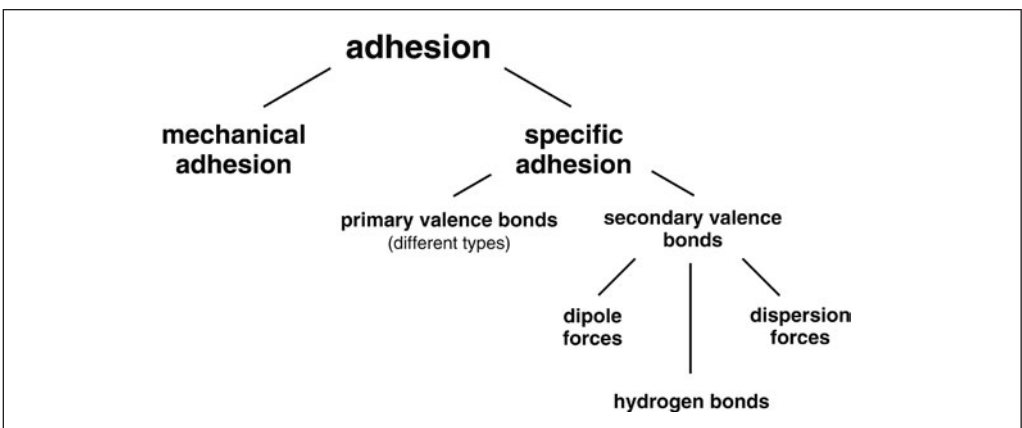 adhesion
mechanical
adhesion
specific
adhesion
primary valence bonds
(different types)
secondary valence
bonds
dipole
forces
dispersion
forces
hydrogen bonds